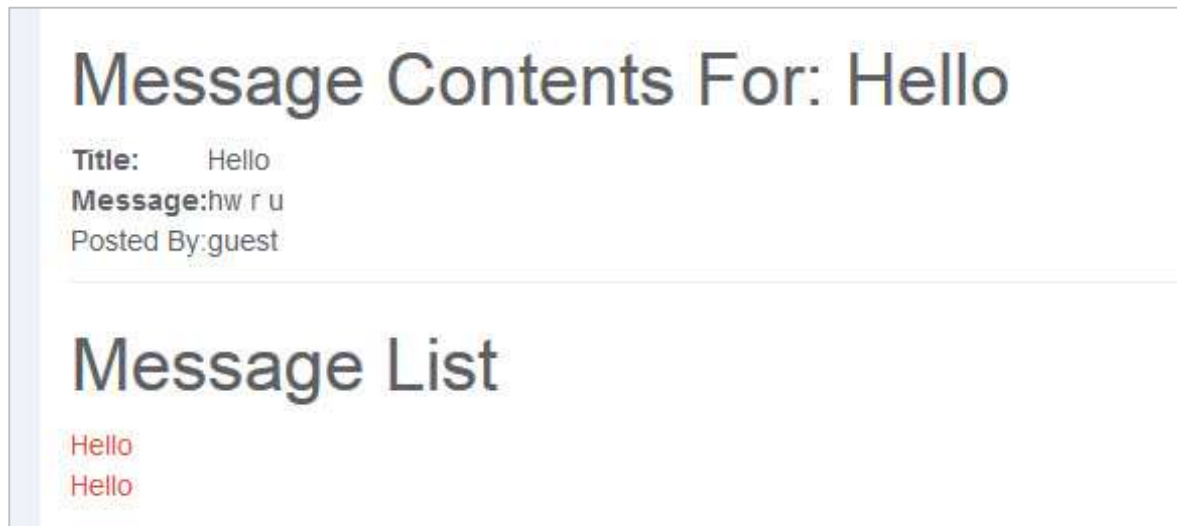 Message Contents For: Hello
Title: Hello
Message:hw r u
Posted By:guest
Message List
Hello
Hello